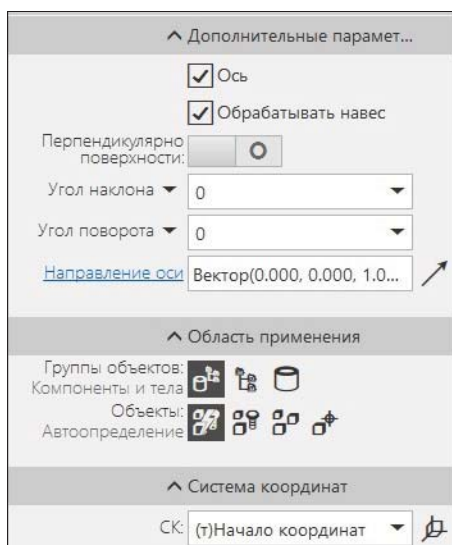 Дополнительные парамет...
Ось
Обрабатывать навес
Перпендикулярно
поверхности:
Угол наклона 0
Угол поворота 0
Направление оси Вектор(0.000, 0.000, 1.0...
Область применения
Группы объектов:
Компоненты и тела
Объекты:
Автоопределение
Система координат
СК: (т)Начало координат